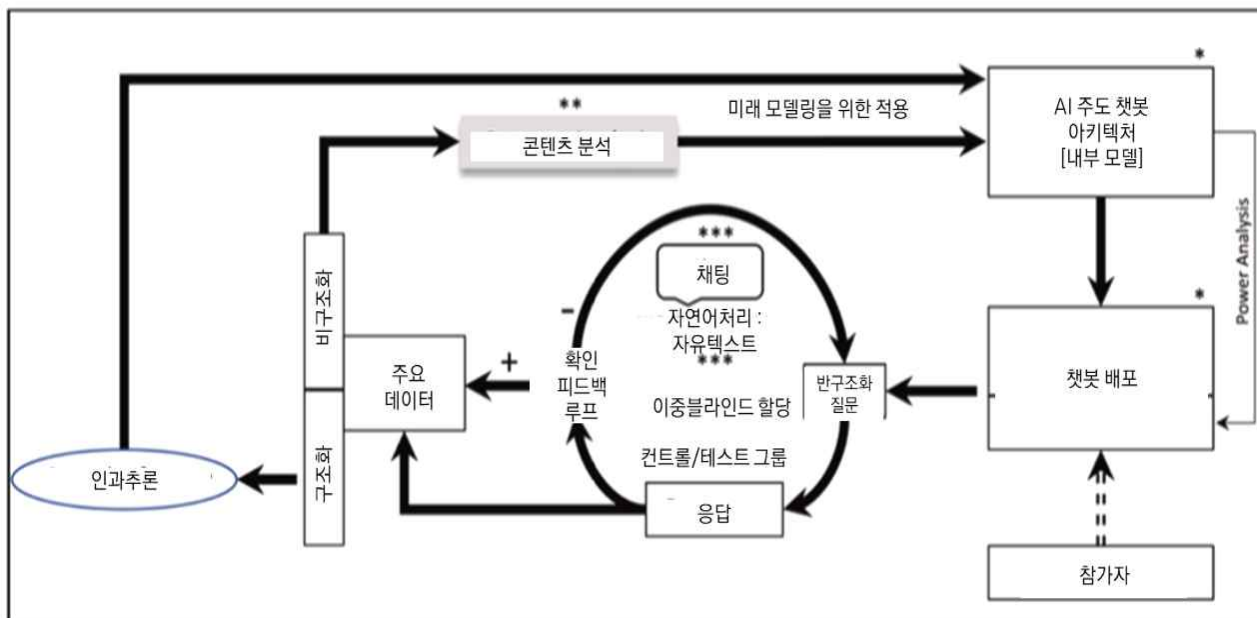 *
AI 주도 챗봇
아키텍처
[내부 모델]
미래 모델링을 위한 적용
**
콘텐츠 분석
Power Analysis
***
채팅
자연어처리 :
자유텍스트
***
이중블라인드 할당
컨트롤/테스트 그룹
비구조화
구조화
주요
데이터
+
-
확인
피드백
루프
반구조화
질문
*
챗봇 배포
인과추론
응답
참가자